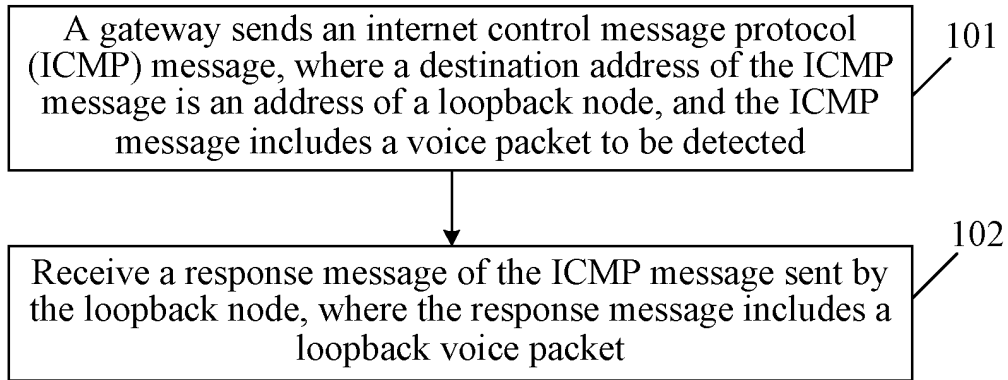 A gateway sends an internet control message protocol
(ICMP) message, where a destination address of the ICMP
message is an address of a loopback node, and the ICMP
message includes a voice packet to be detected
101
Receive a response message of the ICMP message sent by
the loopback node, where the response message includes a
loopback voice packet
102